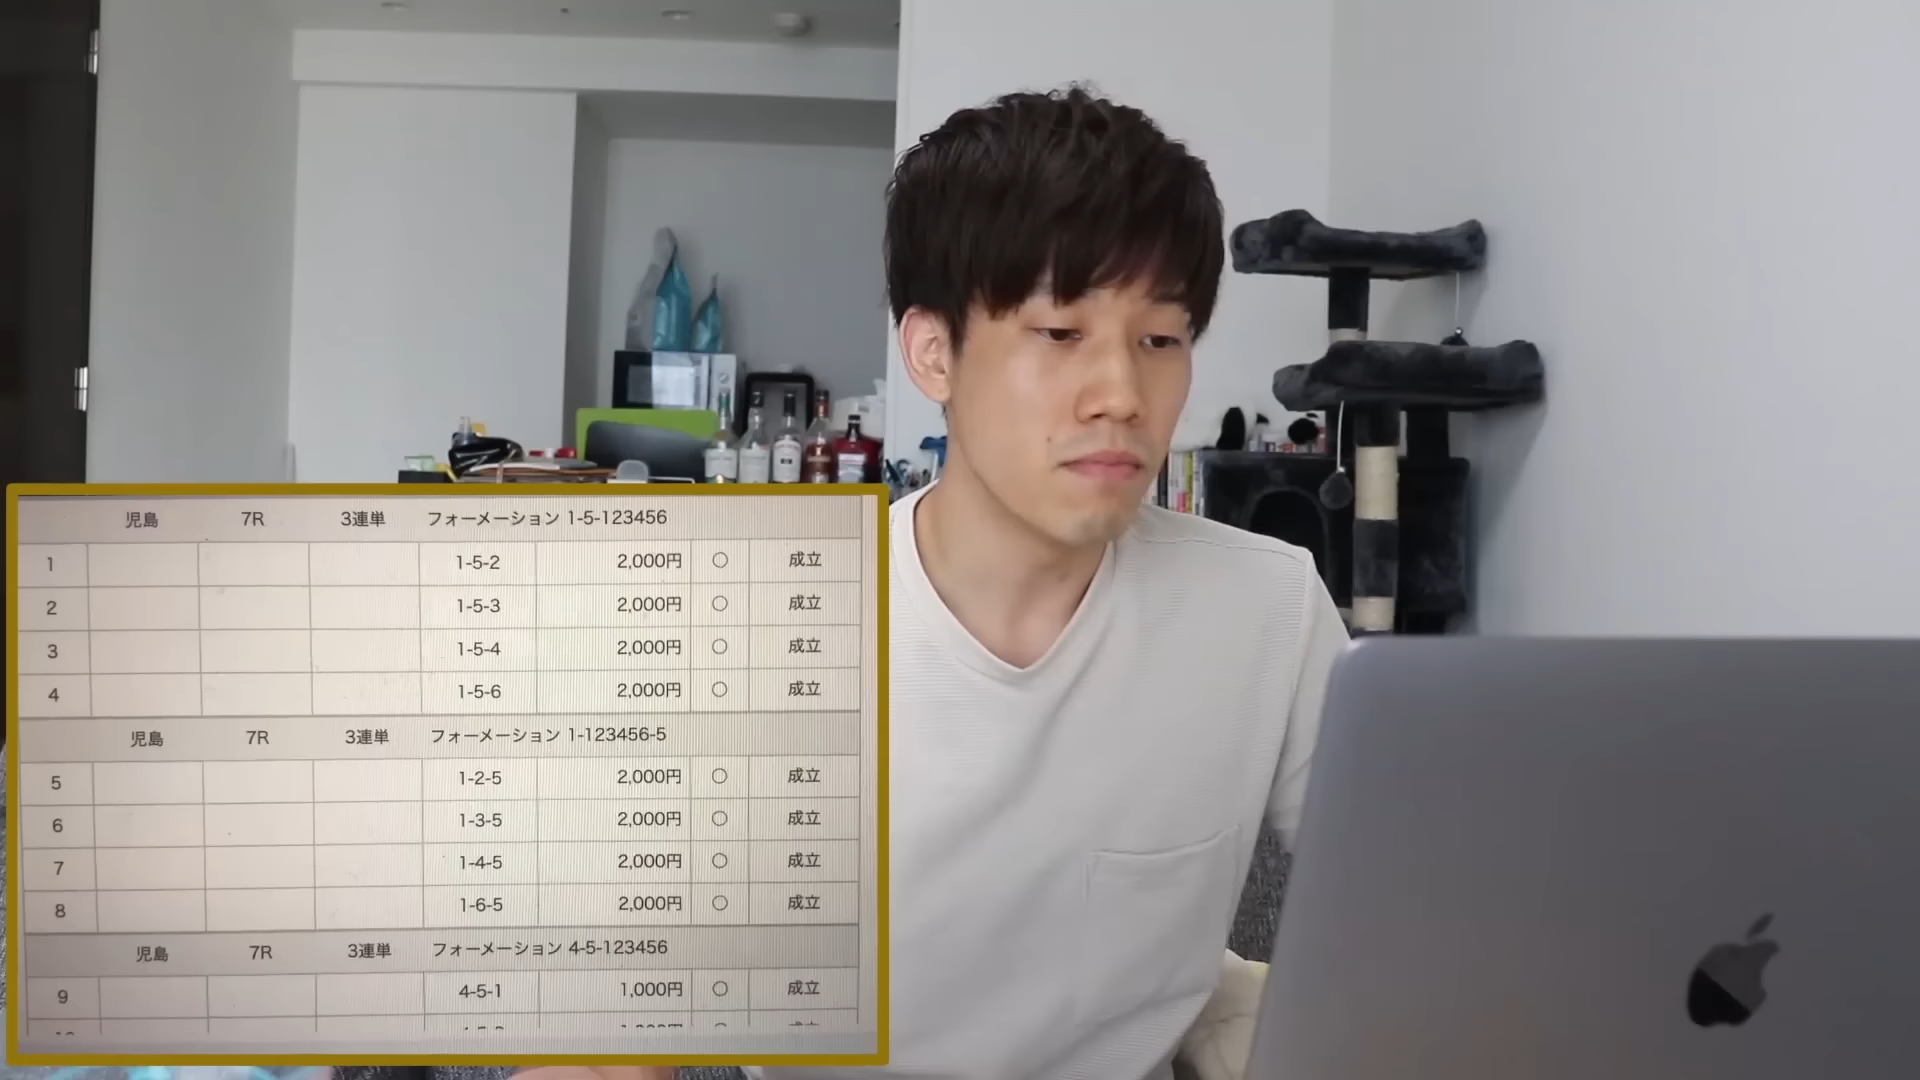 児島 7R 3連単 フォーメーション 1-5-123456
1 1-5-2 2,000円 ○ 成立
2 1-5-3 2,000円 ○ 成立
3 1-5-4 2,000円 ○ 成立
4 1-5-6 2,000円 ○ 成立
児島 7R 3連単 フォーメーション 1-123456-5
5 1-2-5 2,000円 ○ 成立
6 1-3-5 2,000円 ○ 成立
7 1-4-5 2,000円 ○ 成立
8 1-6-5 2,000円 ○ 成立
児島 7R 3連単 フォーメーション 4-5-123456
9 4-5-1 1,000円 ○ 成立